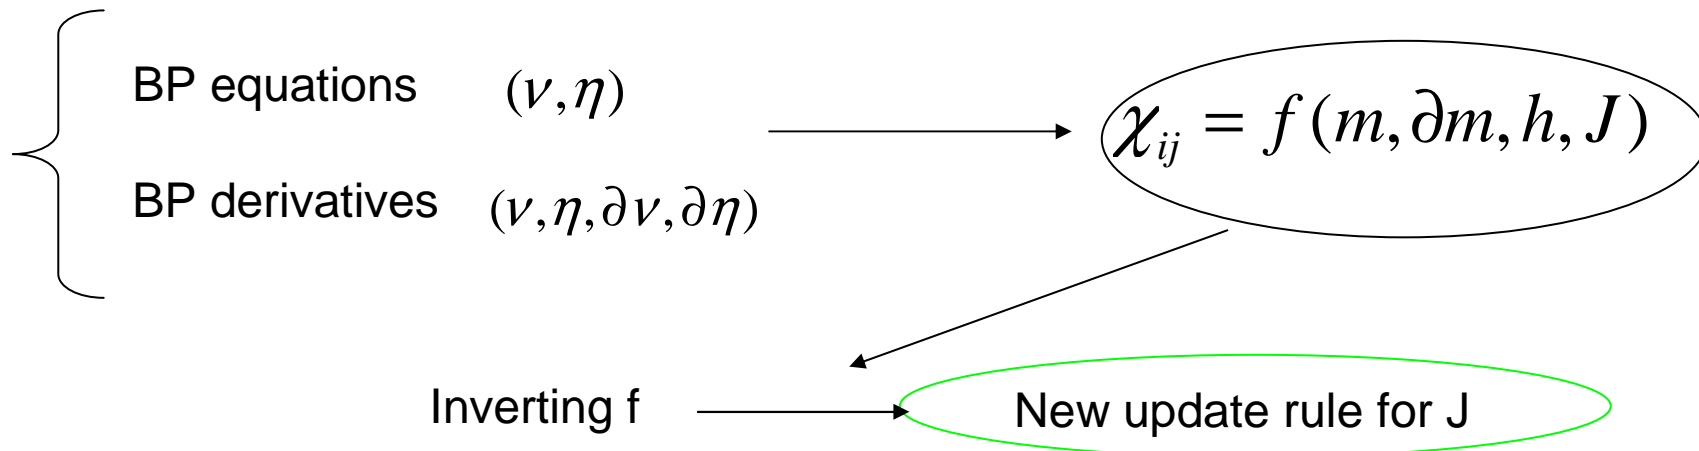 BP equations (ν,η)
χ_ij = f(m,∂m,h,J)
BP derivatives (ν,η,∂ν,∂η)
Inverting f
New update rule for J